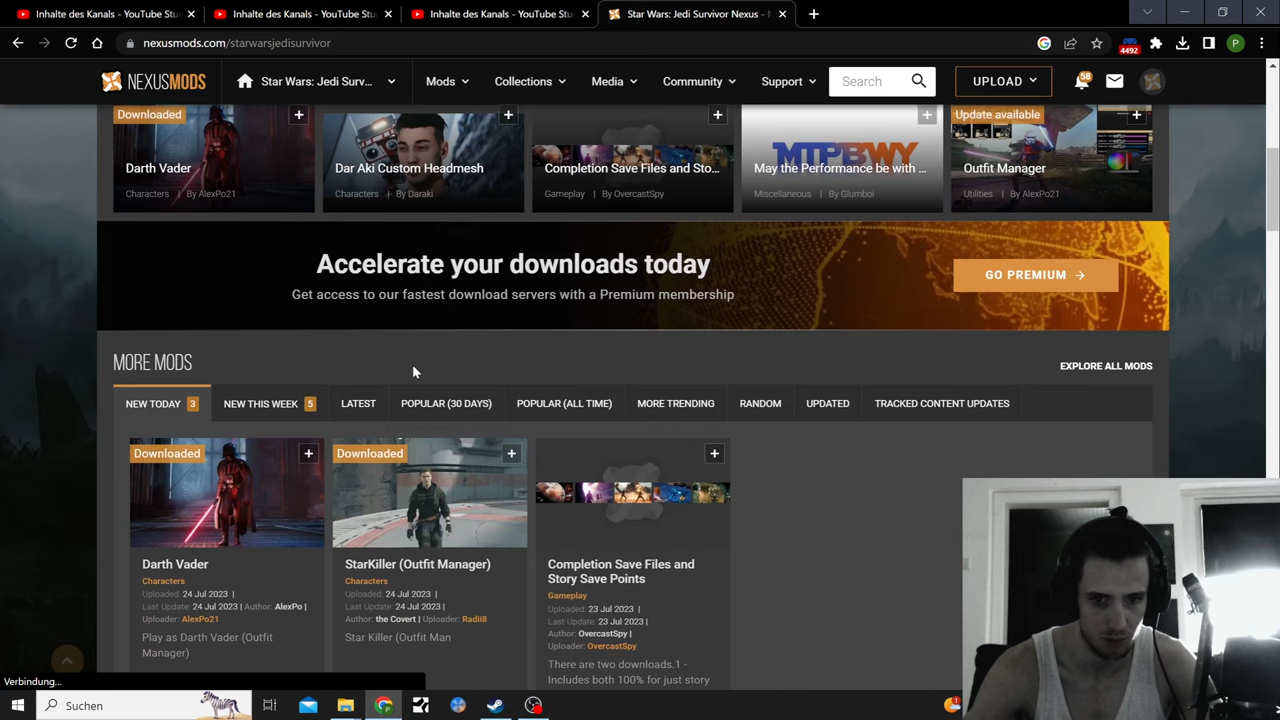 Inhalte des Kanals - YouTube Stu
Inhalte des Kanals - YouTube Stu
Inhalte des Kanals - YouTube Stu
Star Wars: Jedi Survivor Nexus -
nexusmods.com/starwarsjedisurvivor
4492
P
NEXUSMODS
Star Wars: Jedi Surv...
Mods
Collections
Media
Community
Support
Search
UPLOAD
58
Downloaded
Update available
Darth Vader
Dar Aki Custom Headmesh
Completion Save Files and Sto...
MTPBWY
May the Performance be with ...
Outfit Manager
Characters | By AlexPo21
Characters | By Daraki
Gameplay | By OvercastSpy
Miscellaneous | By Glumboi
Utilities | By AlexPo21
Accelerate your downloads today
Get access to our fastest download servers with a Premium membership
GO PREMIUM
MORE MODS
EXPLORE ALL MODS
NEW TODAY 3
NEW THIS WEEK 5
LATEST
POPULAR (30 DAYS)
POPULAR (ALL TIME)
MORE TRENDING
RANDOM
UPDATED
TRACKED CONTENT UPDATES
Downloaded
Darth Vader
Characters
Uploaded: 24 Jul 2023 |
Last Update: 24 Jul 2023 | Author: AlexPo |
Uploader: AlexPo21
Play as Darth Vader (Outfit
Manager)
Downloaded
StarKiller (Outfit Manager)
Characters
Uploaded: 24 Jul 2023 |
Last Update: 24 Jul 2023 |
Author: the Covert | Uploader: Radii8
Star Killer (Outfit Man
Completion Save Files and
Story Save Points
Gameplay
Uploaded: 23 Jul 2023 |
Last Update: 23 Jul 2023 |
Author: OvercastSpy |
Uploader: OvercastSpy
There are two downloads.1 -
Includes both 100% for just story
Verbindung...
Suchen
1